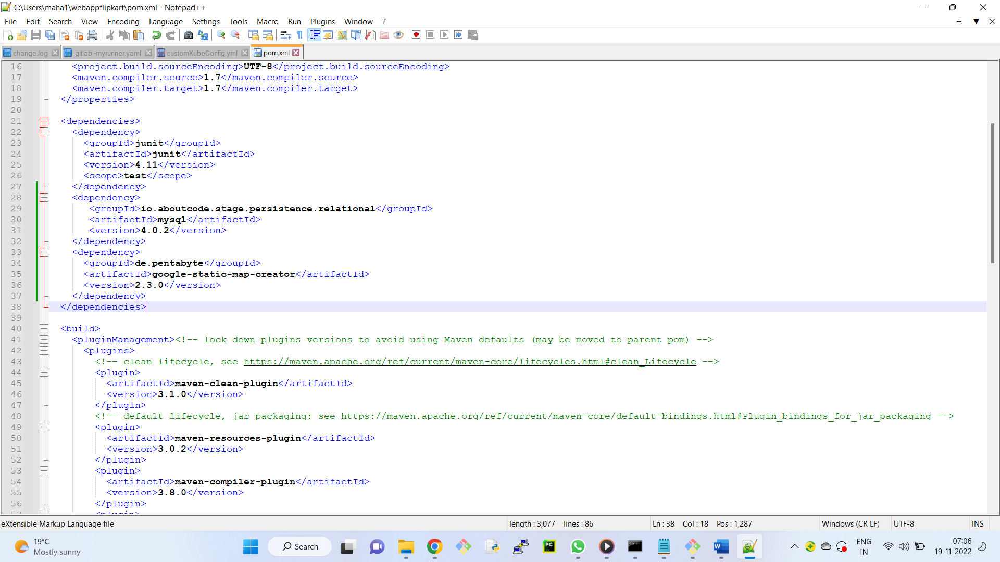 C:\Users\maha1\webappflipkart\pom.xml - Notepad++
File Edit Search View Encoding Language Settings Tools Macro Run Plugins Window ?
change.log .gitlab -myrunner.yaml customKubeConfig.yml pom.xml
16 <project.build.sourceEncoding>UTF-8</project.build.sourceEncoding>
17 <maven.compiler.source>1.7</maven.compiler.source>
18 <maven.compiler.target>1.7</maven.compiler.target>
19 </properties>
20
21 <dependencies>
22 <dependency>
23 <groupId>junit</groupId>
24 <artifactId>junit</artifactId>
25 <version>4.11</version>
26 <scope>test</scope>
27 </dependency>
28 <dependency>
29 <groupId>io.aboutcode.stage.persistence.relational</groupId>
30 <artifactId>mysql</artifactId>
31 <version>4.0.2</version>
32 </dependency>
33 <dependency>
34 <groupId>de.pentabyte</groupId>
35 <artifactId>google-static-map-creator</artifactId>
36 <version>2.3.0</version>
37 </dependency>
38 </dependencies>
39
40 <build>
41 <pluginManagement><!-- lock down plugins versions to avoid using Maven defaults (may be moved to parent pom) -->
42 <plugins>
43 <!-- clean lifecycle, see https://maven.apache.org/ref/current/maven-core/lifecycles.html#clean_Lifecycle -->
44 <plugin>
45 <artifactId>maven-clean-plugin</artifactId>
46 <version>3.1.0</version>
47 </plugin>
48 <!-- default lifecycle, jar packaging: see https://maven.apache.org/ref/current/maven-core/default-bindings.html#Plugin_bindings_for_jar_packaging -->
49 <plugin>
50 <artifactId>maven-resources-plugin</artifactId>
51 <version>3.0.2</version>
52 </plugin>
53 <plugin>
54 <artifactId>maven-compiler-plugin</artifactId>
55 <version>3.8.0</version>
56 </plugin>
57 <plugin>
eXtensible Markup Language file length : 3,077 lines : 86 Ln : 38 Col : 18 Pos : 1,287 Windows (CR LF) UTF-8 INS
19°C
Mostly sunny
Search
PC
W
ENG
IN
07:06
19-11-2022